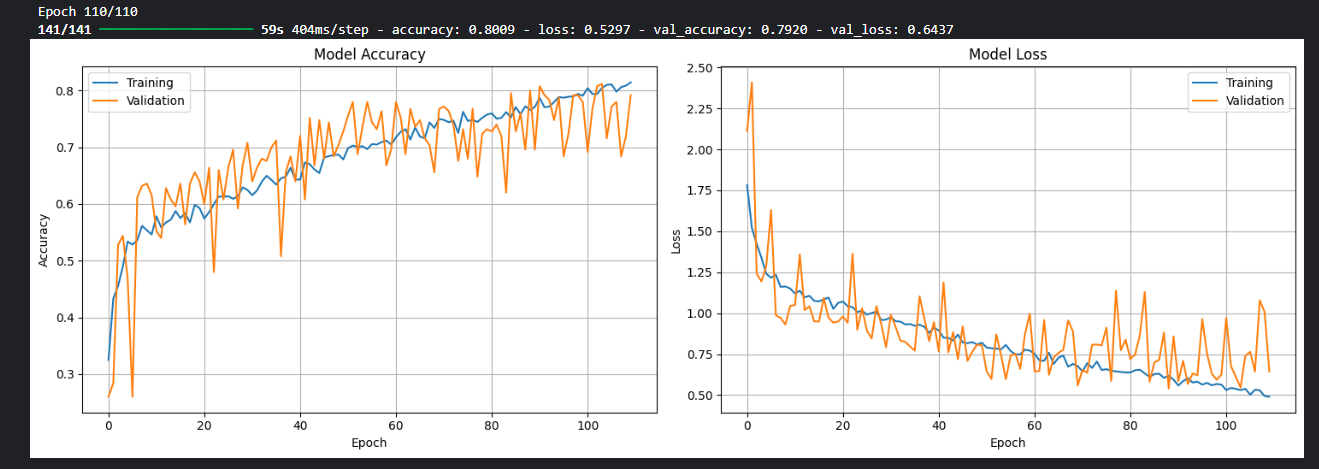 Epoch 110/110
141/141 59s 404ms/step - accuracy: 0.8009 - loss: 0.5297 - val_accuracy: 0.7920 - val_loss: 0.6437
Model Accuracy
Training
Validation
0.8
0.7
0.6
0.5
0.4
0.3
Accuracy
0 20 40 60 80 100
Epoch
Model Loss
Training
Validation
2.50
2.25
2.00
1.75
1.50
1.25
1.00
0.75
0.50
Loss
0 20 40 60 80 100
Epoch